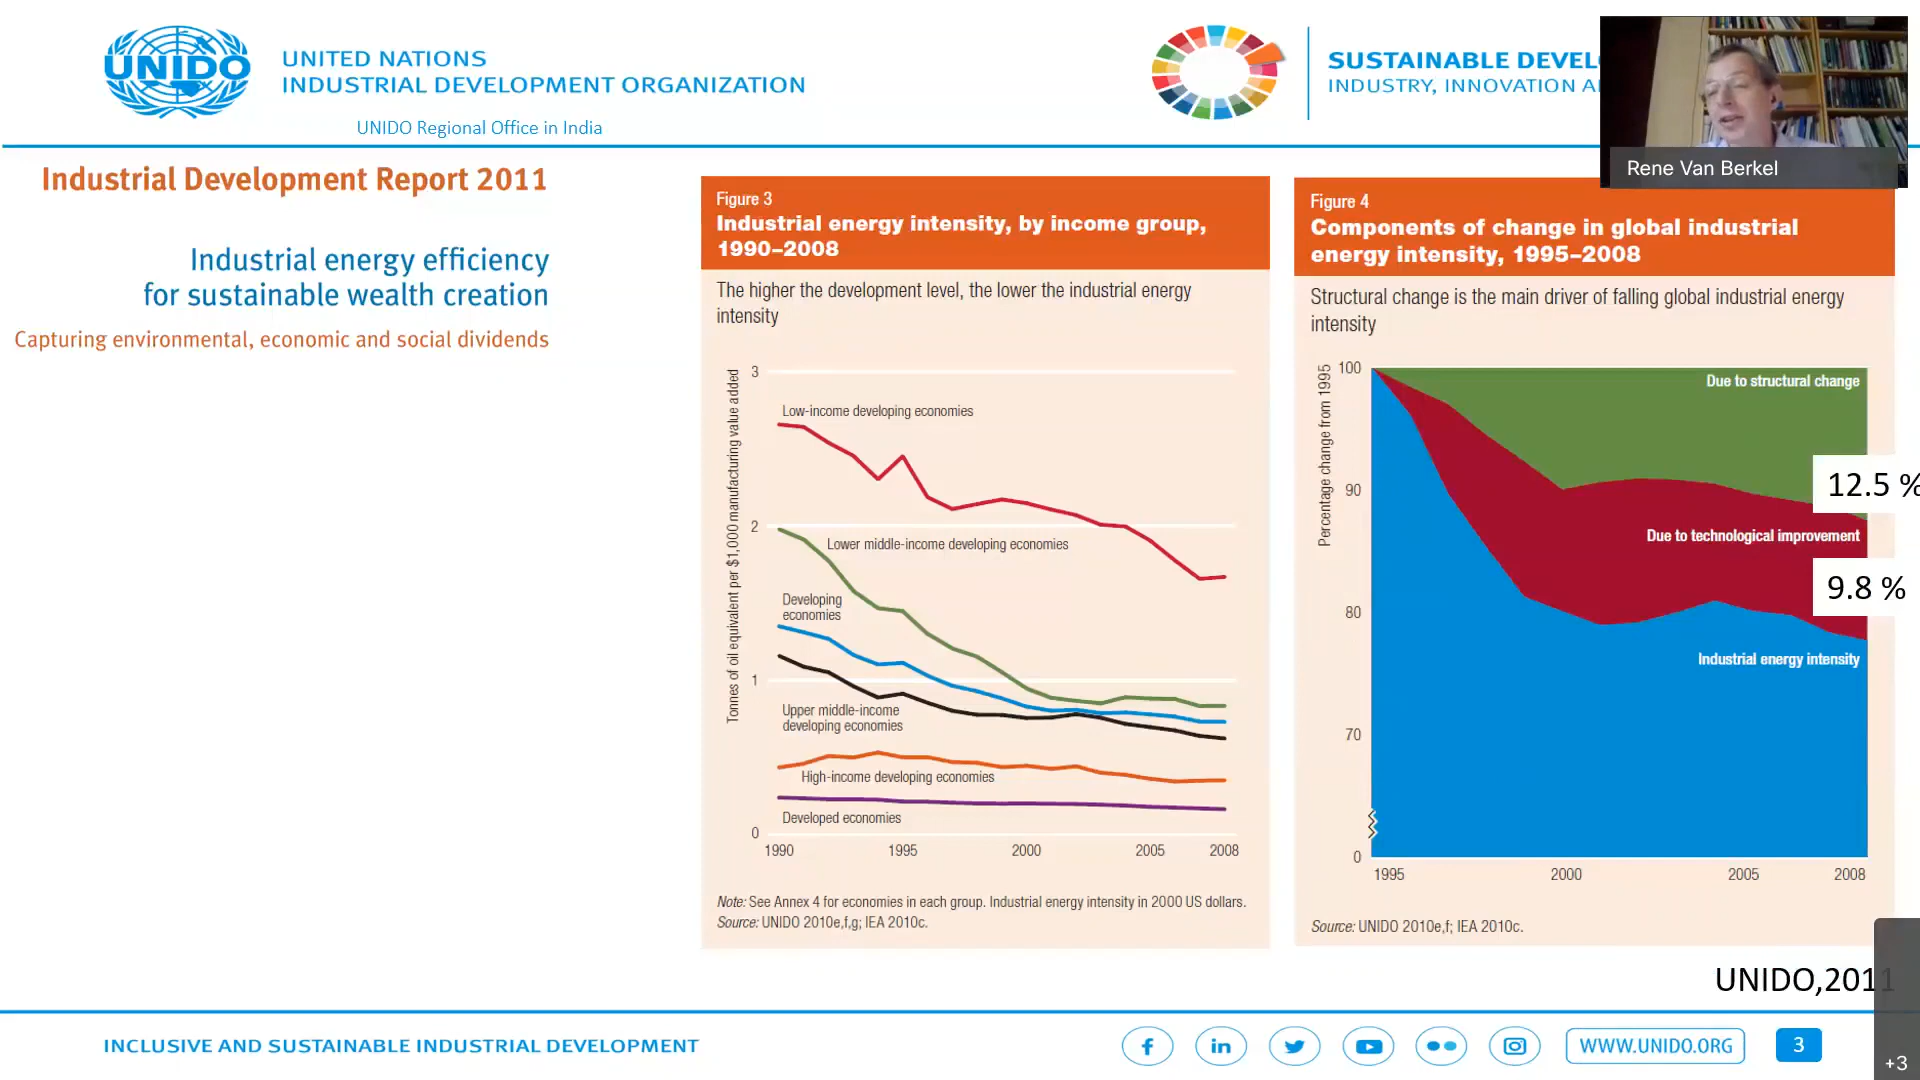 UNIDO
UNITED NATIONS
INDUSTRIAL DEVELOPMENT ORGANIZATION
UNIDO Regional Office in India
SUSTAINABLE DEVEL
INDUSTRY, INNOVATION A
Rene Van Berkel
Industrial Development Report 2011
Industrial energy efficiency
for sustainable wealth creation
Capturing environmental, economic and social dividends
Figure 3
Industrial energy intensity, by income group,
1990–2008
The higher the development level, the lower the industrial energy
intensity
Tonnes of oil equivalent per $1,000 manufacturing value added
3
2
1
0
Low-income developing economies
Lower middle-income developing economies
Developing
economies
Upper middle-income
developing economies
High-income developing economies
Developed economies
1990 1995 2000 2005 2008
Note: See Annex 4 for economies in each group. Industrial energy intensity in 2000 US dollars.
Source: UNIDO 2010e,f,g; IEA 2010c.
Figure 4
Components of change in global industrial
energy intensity, 1995–2008
Structural change is the main driver of falling global industrial energy
intensity
Percentage change from 1995
100
90
80
70
0
Due to structural change
12.5 %
Due to technological improvement
9.8 %
Industrial energy intensity
1995 2000 2005 2008
Source: UNIDO 2010e,f; IEA 2010c.
UNIDO,2011
INCLUSIVE AND SUSTAINABLE INDUSTRIAL DEVELOPMENT
WWW.UNIDO.ORG
3
+3